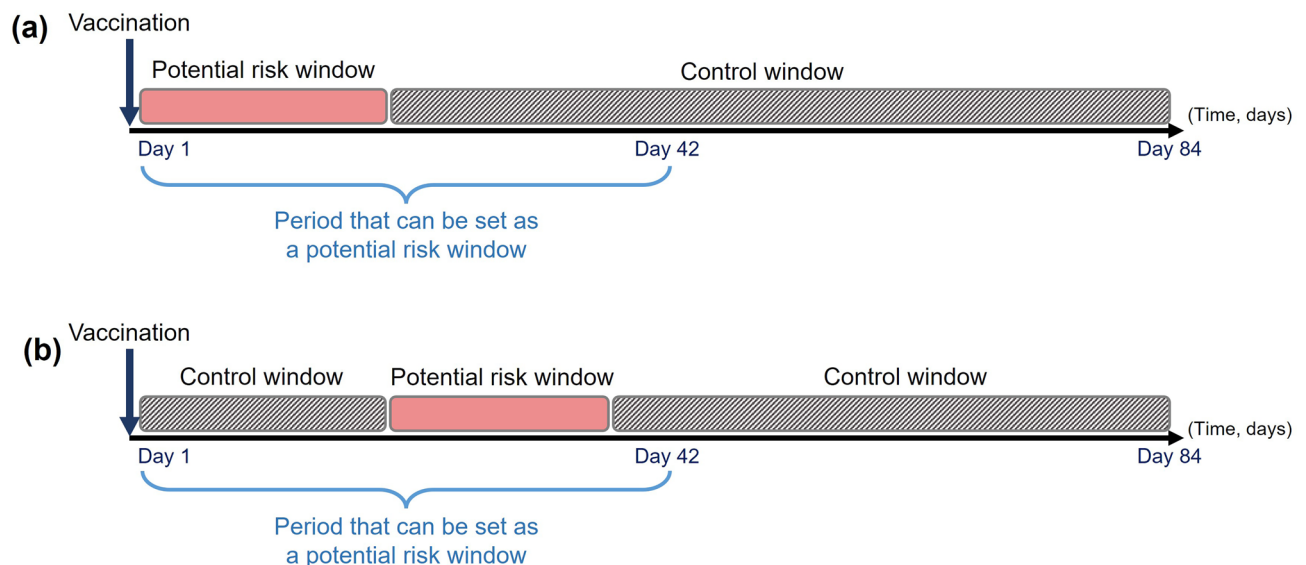 (a)
Vaccination
Potential risk window
Control window
(Time, days)
Day 1
Day 42
Day 84
Period that can be set as
a potential risk window
(b)
Vaccination
Control window
Potential risk window
Control window
(Time, days)
Day 1
Day 42
Day 84
Period that can be set as
a potential risk window